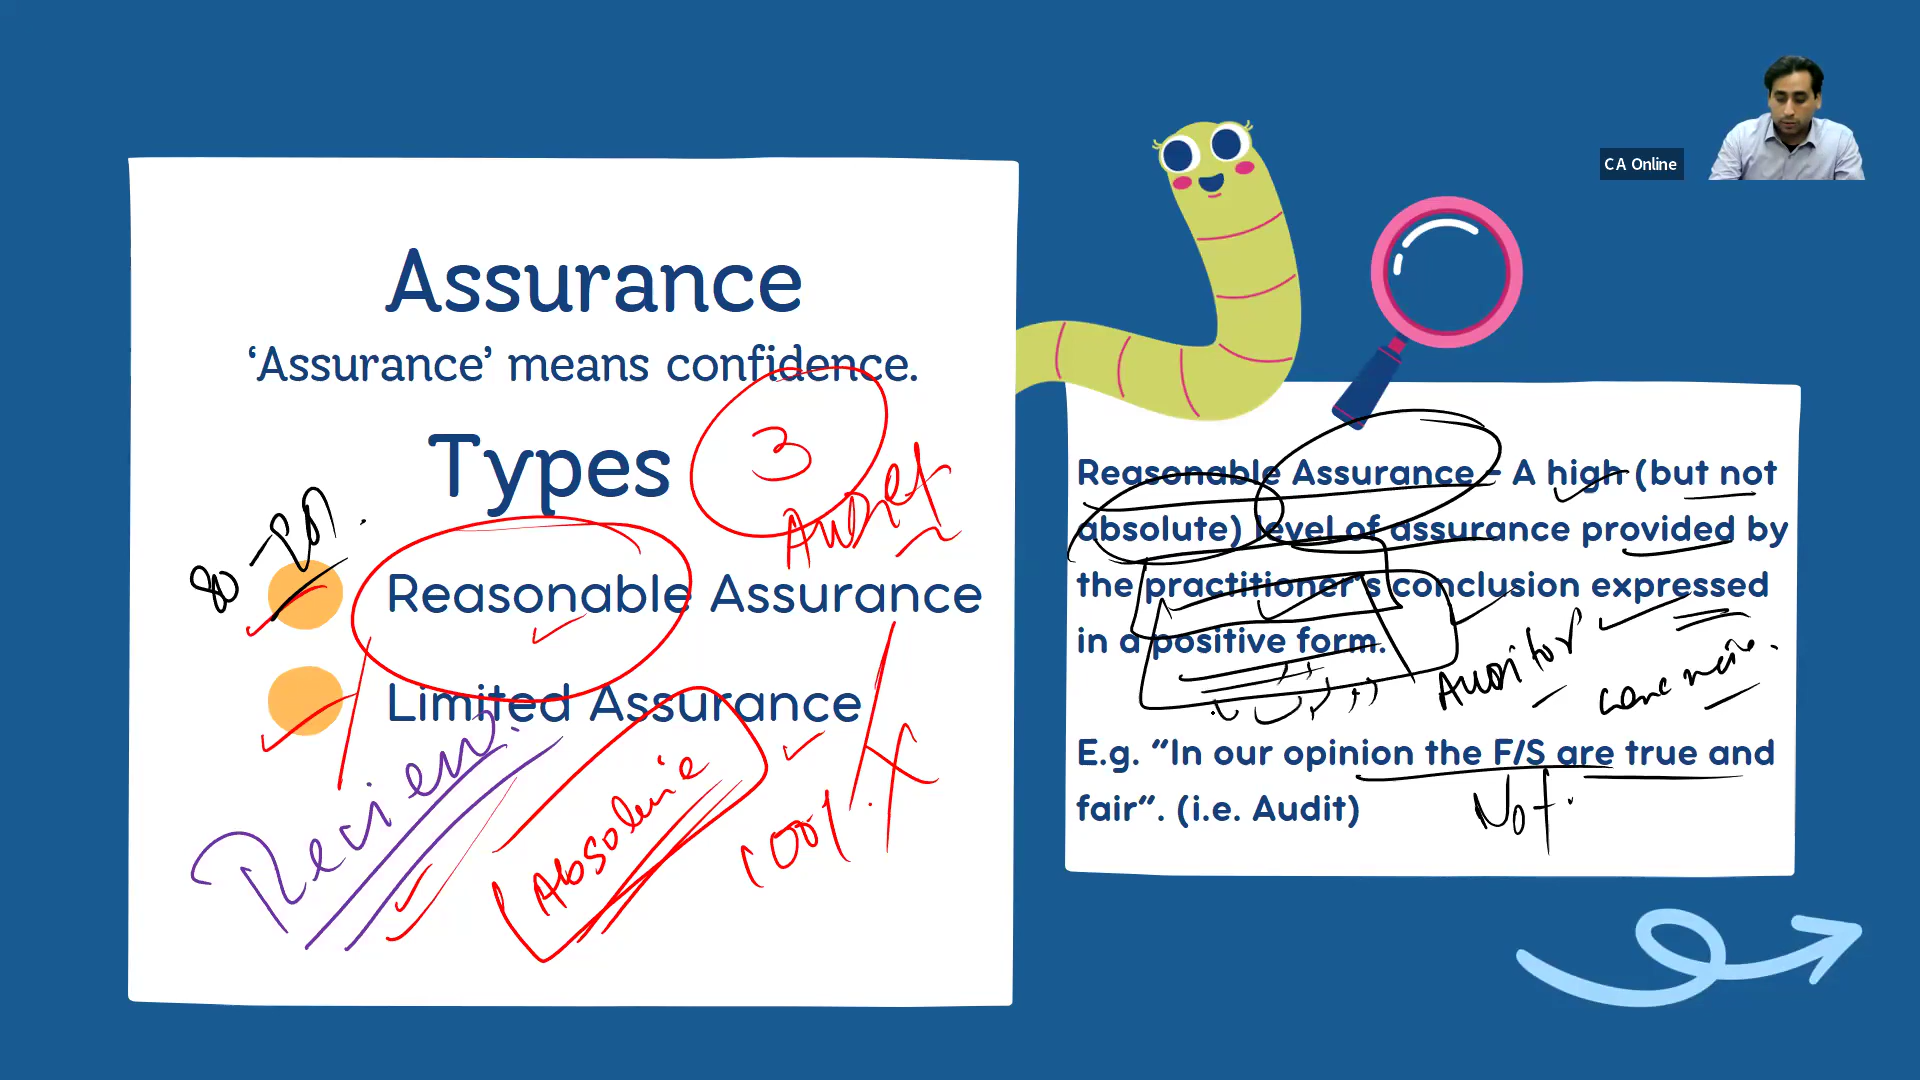 C A Online
Assurance
‘Assurance’ means confidence.
Types
3
Audit
80 -
Reasonable Assurance
Limited Assurance
Review
Absolute
100%
Reasonable Assurance - A high (but not
absolute) level of assurance provided by
the practitioner's conclusion expressed
in a positive form.
Auditor
E.g. “In our opinion the F/S are true and
fair”. (i.e. Audit)
Not